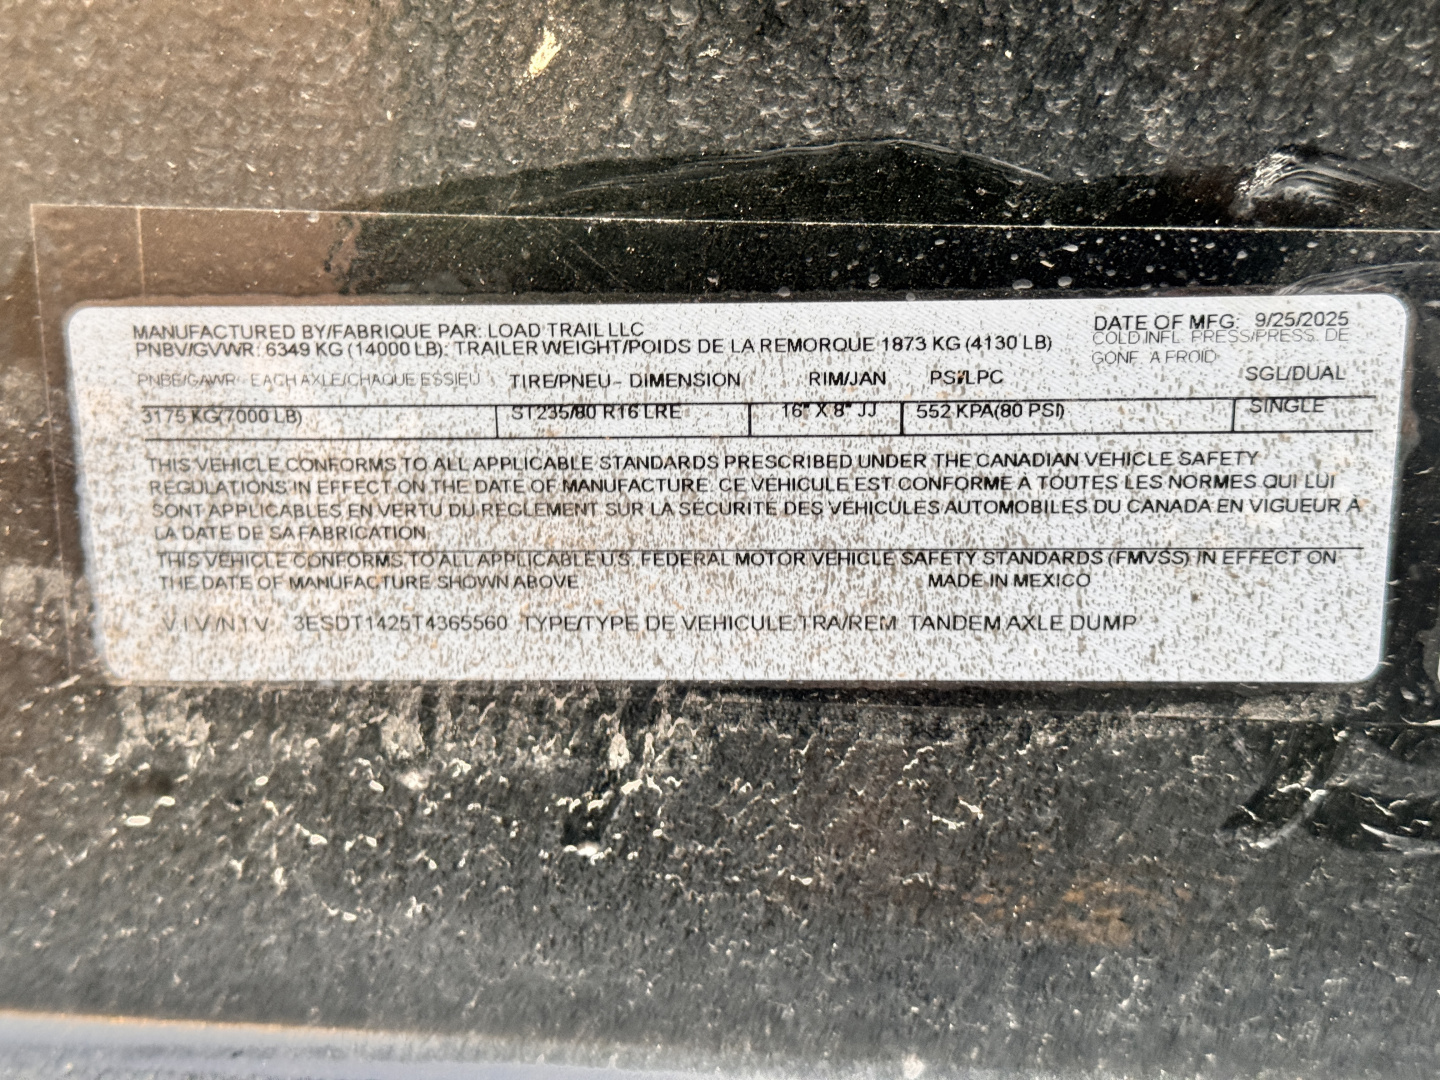 MANUFACTURED BY/FABRIQUE PAR: LOAD TRAIL LLC
DATE OF MFG: 9/25/2025
PNBV/GVWR: 6349 KG (14000 LB): TRAILER WEIGHT/POIDS DE LA REMORQUE 1873 KG (4130 LB)
COLD.INFL. PRESS/PRESS. DE
GONF. A FROID
PNBE/GAWR - EACH AXLE/CHAQUE ESSIEU TIRE/PNEU - DIMENSION RIM/JAN PSI/LPC SGL/DUAL
3175 KG(7000 LB) ST235/80 R16 LRE 16" X 8" JJ 552 KPA(80 PSI) SINGLE
THIS VEHICLE CONFORMS TO ALL APPLICABLE STANDARDS PRESCRIBED UNDER THE CANADIAN VEHICLE SAFETY
REGULATIONS IN EFFECT ON THE DATE OF MANUFACTURE. CE VÉHICULE EST CONFORME À TOUTES LES NORMES QUI LUI
SONT APPLICABLES EN VERTU DU RÈGLEMENT SUR LA SÉCURITÉ DES VÉHICULES AUTOMOBILES DU CANADA EN VIGUEUR À
LA DATE DE SA FABRICATION
THIS VEHICLE CONFORMS TO ALL APPLICABLE U.S. FEDERAL MOTOR VEHICLE SAFETY STANDARDS (FMVSS) IN EFFECT ON
THE DATE OF MANUFACTURE SHOWN ABOVE MADE IN MEXICO
V.I.V./N.I.V. 3ESDT1425T4365560 TYPE/TYPE DE VEHICULE TRA/REM TANDEM AXLE DUMP